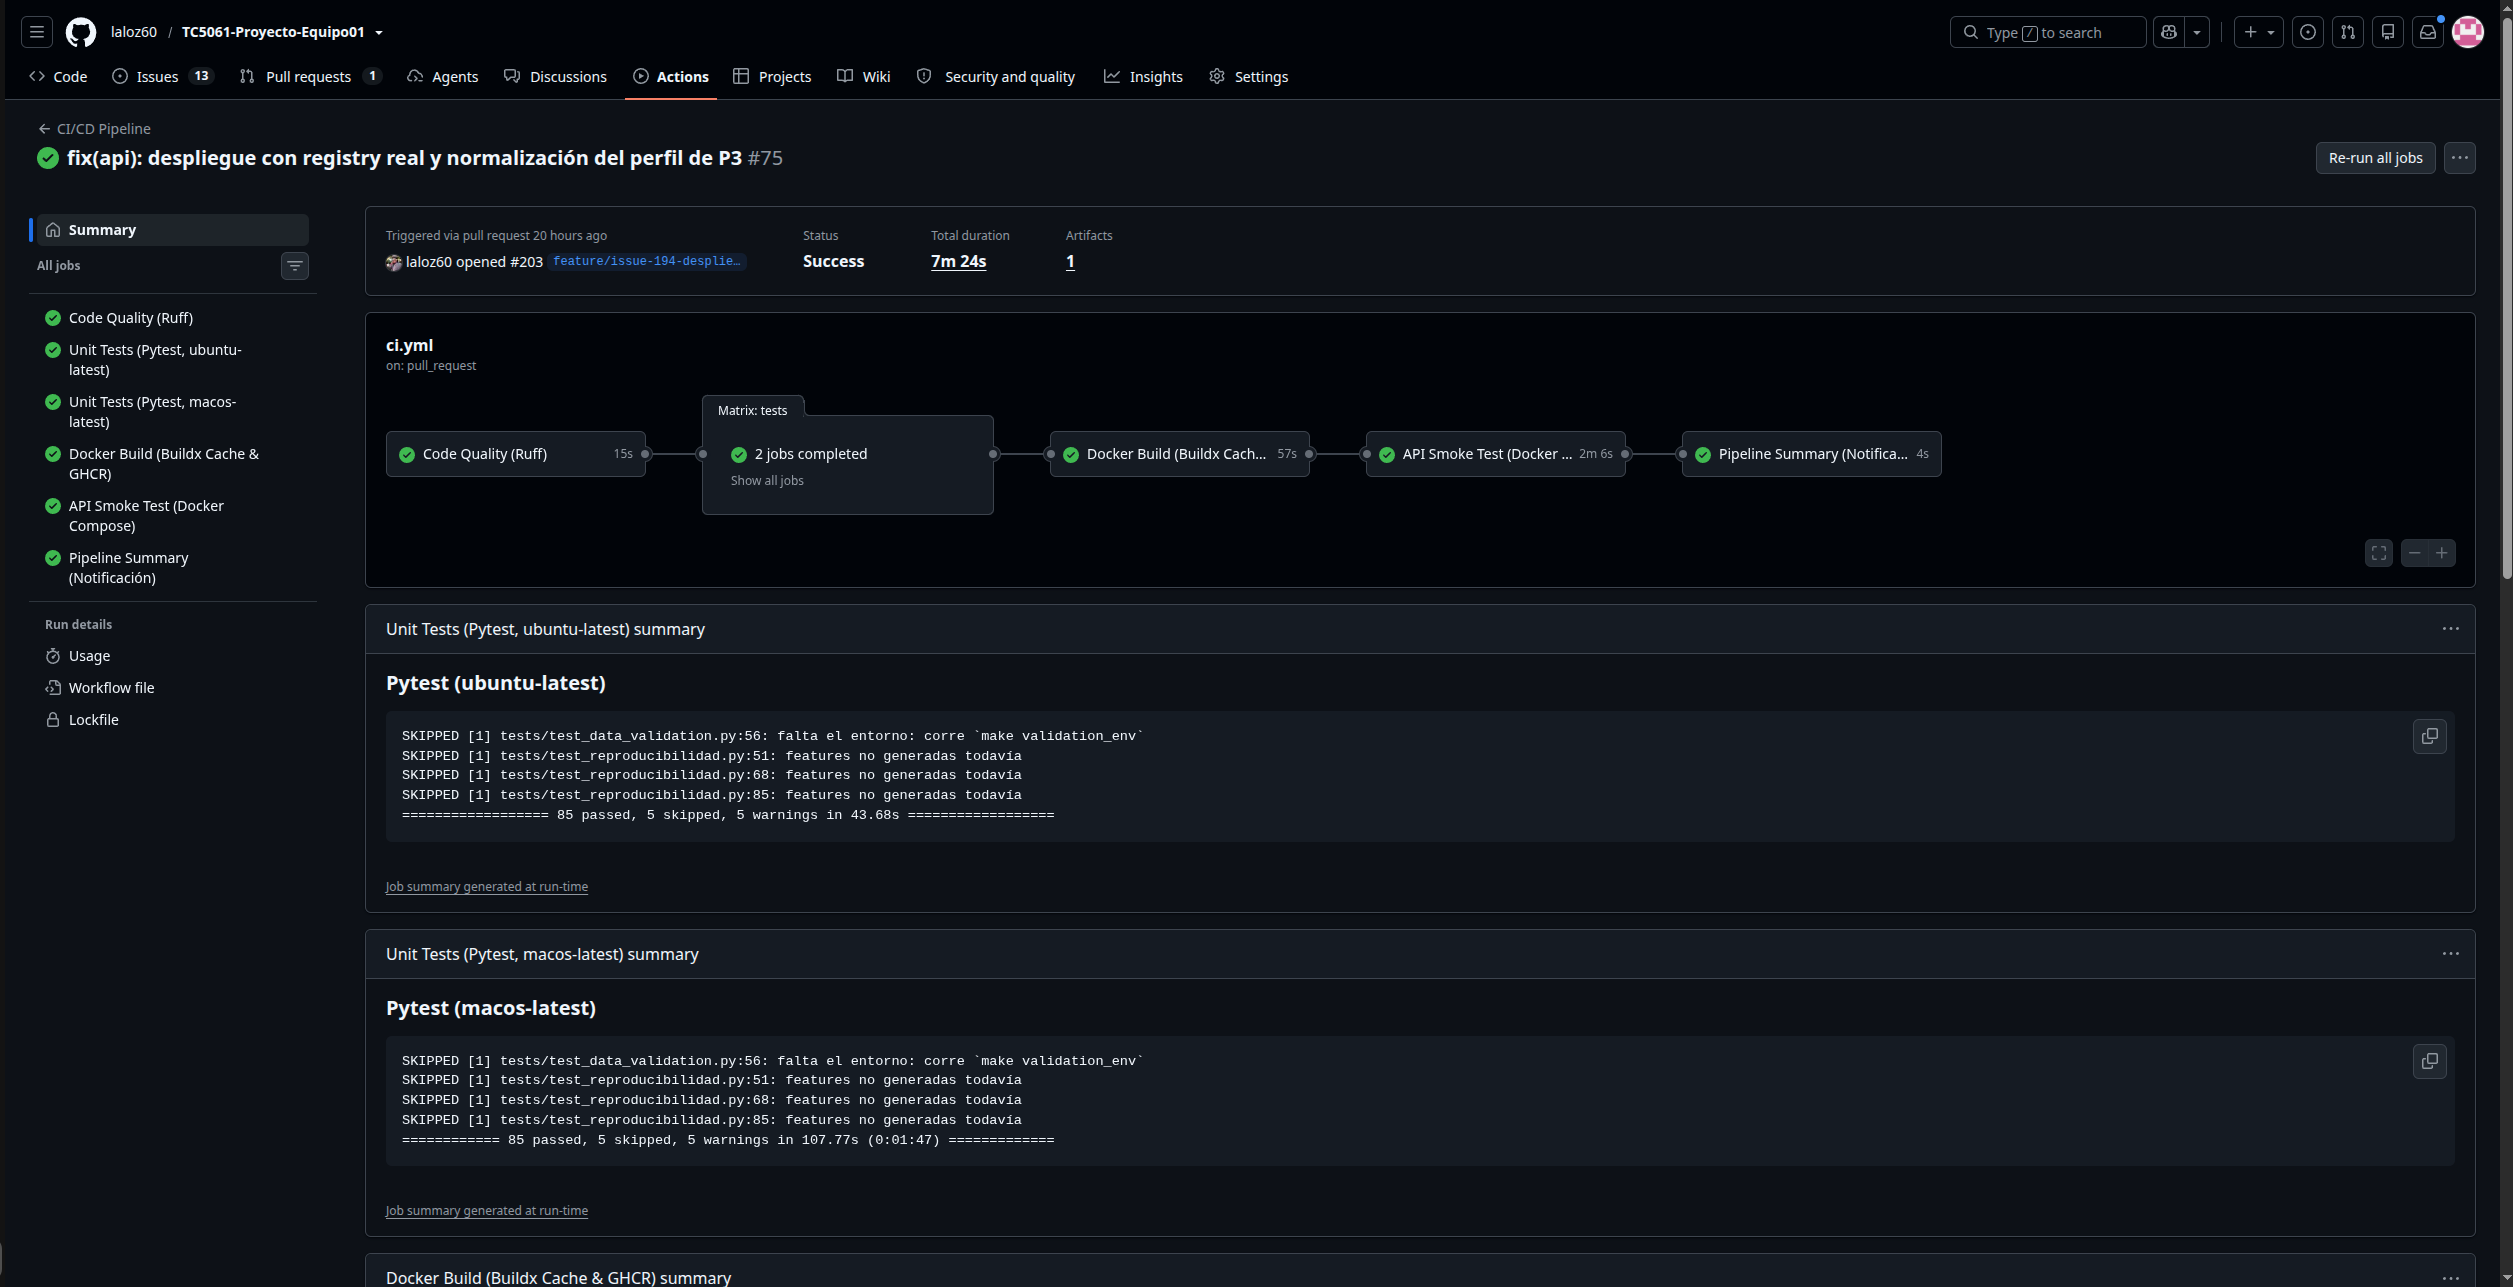 laloz60 / TC5061-Proyecto-Equipo01
Type / to search
Code
Issues 13
Pull requests 1
Agents
Discussions
Actions
Projects
Wiki
Security and quality
Insights
Settings
CI/CD Pipeline
fix(api): despliegue con registry real y normalización del perfil de P3 #75
Re-run all jobs
Summary
All jobs
Code Quality (Ruff)
Unit Tests (Pytest, ubuntu-
latest)
Unit Tests (Pytest, macos-
latest)
Docker Build (Buildx Cache &
GHCR)
API Smoke Test (Docker
Compose)
Pipeline Summary
(Notificación)
Run details
Usage
Workflow file
Lockfile
Triggered via pull request 20 hours ago
laloz60 opened #203 feature/issue-194-desplie…
Status
Success
Total duration
7m 24s
Artifacts
1
ci.yml
on: pull_request
Code Quality (Ruff) 15s
Matrix: tests
2 jobs completed
Show all jobs
Docker Build (Buildx Cach... 57s
API Smoke Test (Docker ... 2m 6s
Pipeline Summary (Notifica... 4s
Unit Tests (Pytest, ubuntu-latest) summary
Pytest (ubuntu-latest)
SKIPPED [1] tests/test_data_validation.py:56: falta el entorno: corre `make validation_env`
SKIPPED [1] tests/test_reproducibilidad.py:51: features no generadas todavía
SKIPPED [1] tests/test_reproducibilidad.py:68: features no generadas todavía
SKIPPED [1] tests/test_reproducibilidad.py:85: features no generadas todavía
================== 85 passed, 5 skipped, 5 warnings in 43.68s ==================
Job summary generated at run-time
Unit Tests (Pytest, macos-latest) summary
Pytest (macos-latest)
SKIPPED [1] tests/test_data_validation.py:56: falta el entorno: corre `make validation_env`
SKIPPED [1] tests/test_reproducibilidad.py:51: features no generadas todavía
SKIPPED [1] tests/test_reproducibilidad.py:68: features no generadas todavía
SKIPPED [1] tests/test_reproducibilidad.py:85: features no generadas todavía
============ 85 passed, 5 skipped, 5 warnings in 107.77s (0:01:47) =============
Job summary generated at run-time
Docker Build (Buildx Cache & GHCR) summary